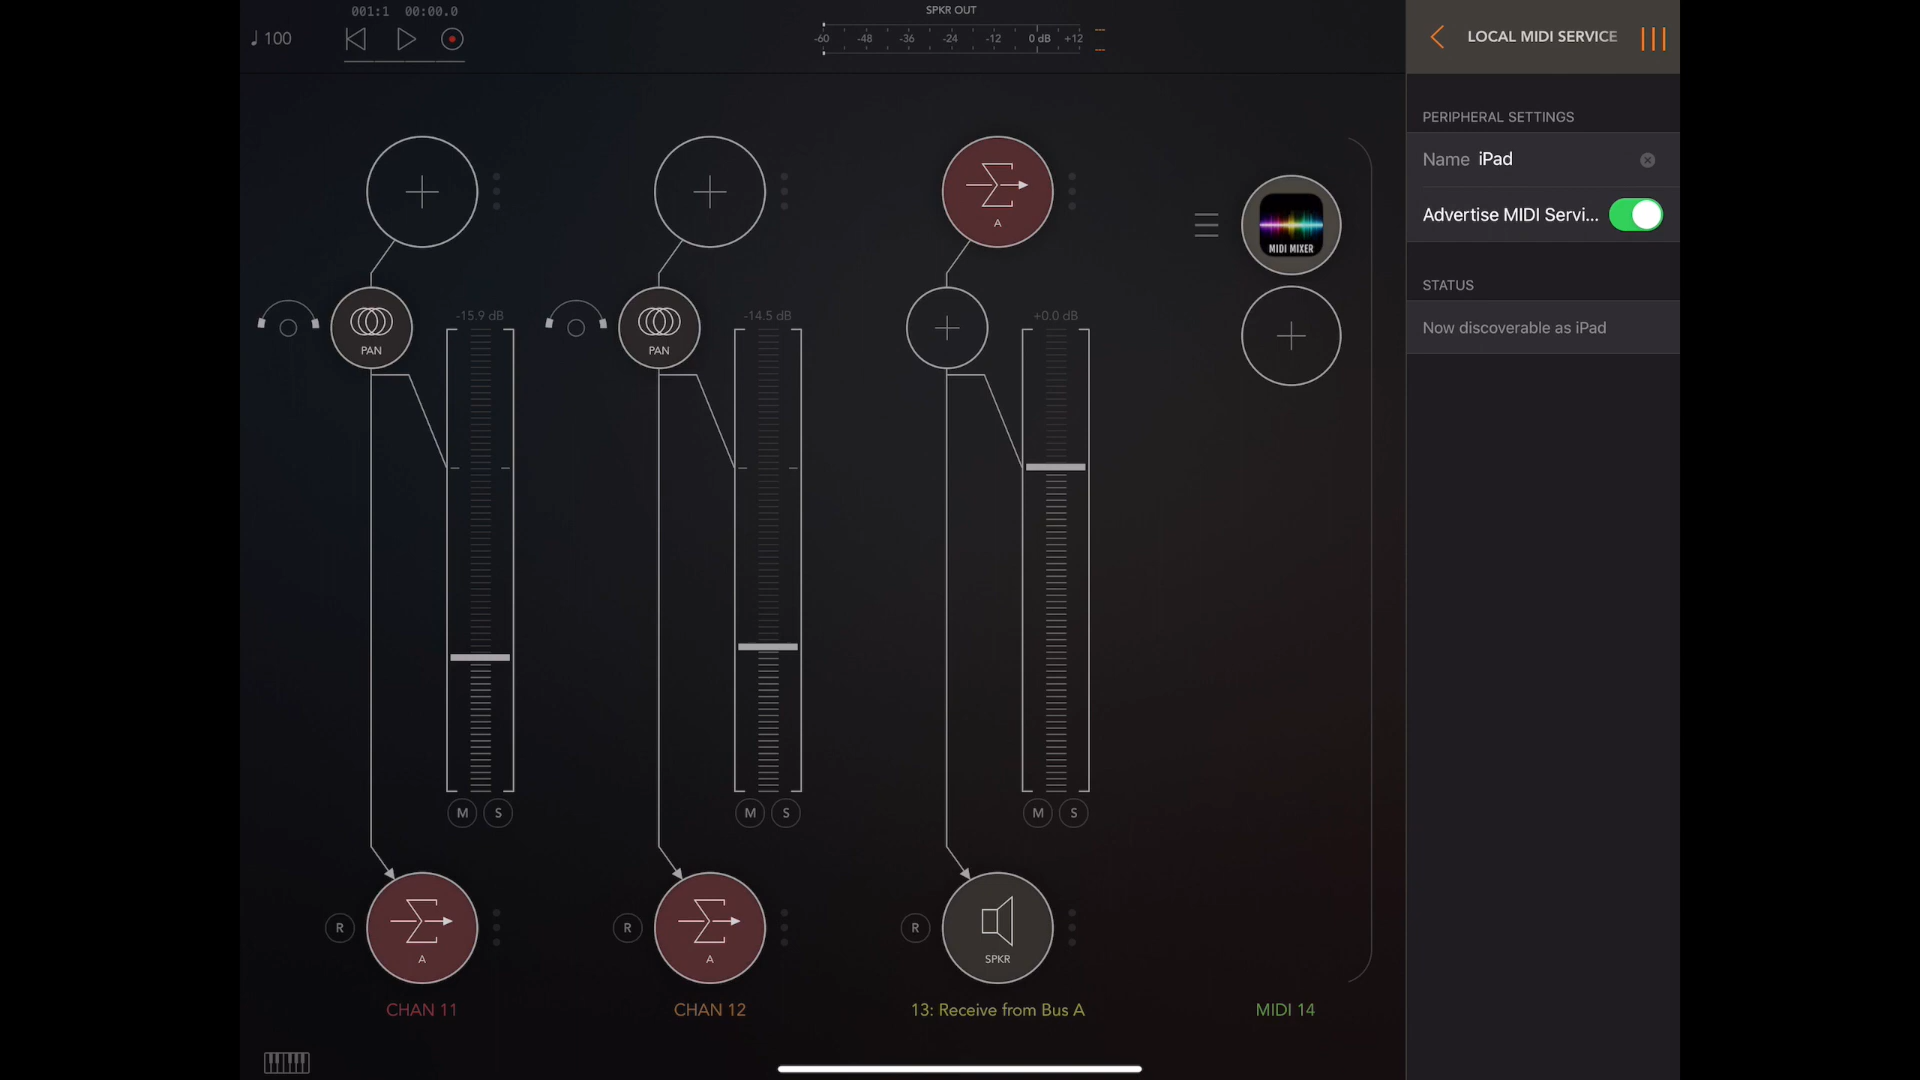 001:1 00:00.0
100
SPKR OUT
-60 -48 -36 -24 -12 0 dB +12
LOCAL MIDI SERVICE
PERIPHERAL SETTINGS
Name iPad
Advertise MIDI Servi...
STATUS
Now discoverable as iPad
A
MIDI MIXER
PAN
-15.9 dB
PAN
-14.5 dB
+0.0 dB
M S
M S
M S
R
A
R
A
R
SPKR
CHAN 11
CHAN 12
13: Receive from Bus A
MIDI 14